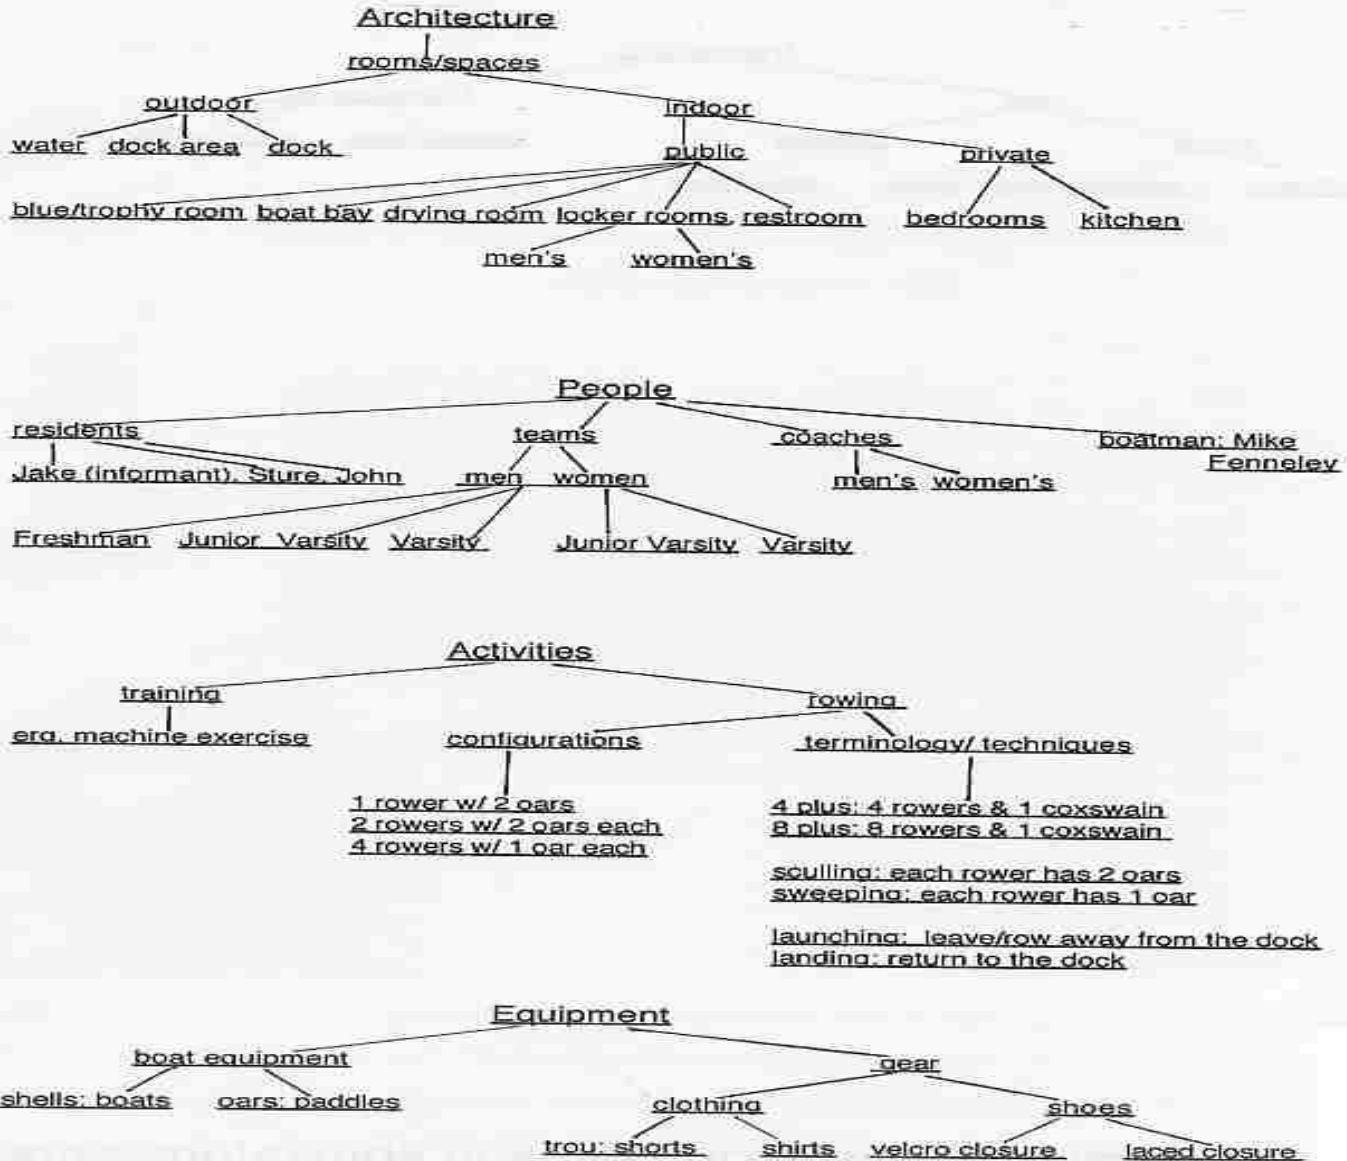 Architecture
rooms/spaces
outdoor indoor
water dock area dock public private
blue/trophy room boat bay drying room locker rooms, restroom bedrooms kitchen
men's women's
People
residents teams coaches boatman: Mike
Fenneley
Jake (informant), Sture, John men women men's women's
Freshman Junior Varsity Varsity Junior Varsity Varsity
Activities
training rowing
erg. machine exercise configurations terminology/ techniques
1 rower w/ 2 oars 4 plus: 4 rowers & 1 coxswain
2 rowers w/ 2 oars each 8 plus: 8 rowers & 1 coxswain
4 rowers w/ 1 oar each
sculling: each rower has 2 oars
sweeping: each rower has 1 oar
launching: leave/row away from the dock
landing: return to the dock
Equipment
boat equipment gear
shells: boats oars: paddles clothing shoes
trou: shorts shirts velcro closure laced closure